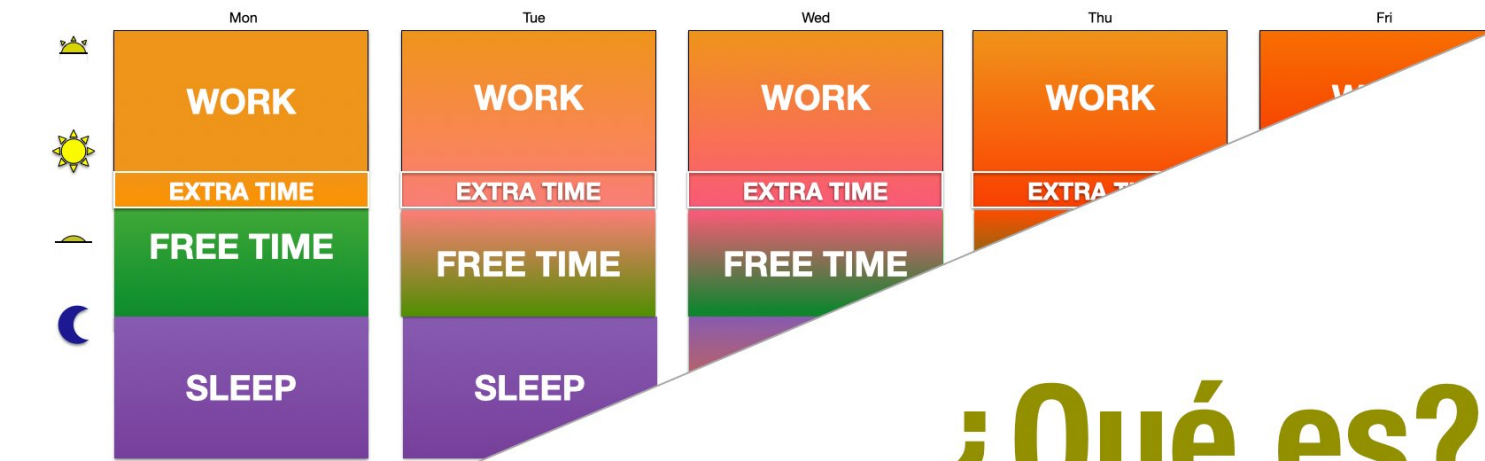 Mon Tue Wed Thu Fri
WORK WORK WORK WORK
EXTRA TIME EXTRA TIME EXTRA TIME EXTRA
FREE TIME FREE TIME FREE TIME
SLEEP SLEEP
¿Qué es?